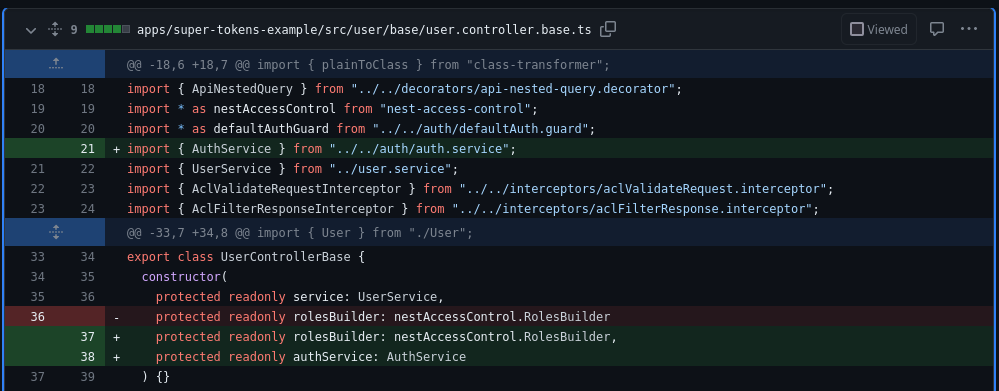 9 apps/super-tokens-example/src/user/base/user.controller.base.ts Viewed
@@ -18,6 +18,7 @@ import { plainToClass } from "class-transformer";
18 18 import { ApiNestedQuery } from "../../decorators/api-nested-query.decorator";
19 19 import * as nestAccessControl from "nest-access-control";
20 20 import * as defaultAuthGuard from "../../auth/defaultAuth.guard";
21 + import { AuthService } from "../../auth/auth.service";
21 22 import { UserService } from "../user.service";
22 23 import { AclValidateRequestInterceptor } from "../../interceptors/aclValidateRequest.interceptor";
23 24 import { AclFilterResponseInterceptor } from "../../interceptors/aclFilterResponse.interceptor";
@@ -33,7 +34,8 @@ import { User } from "./User";
33 34 export class UserControllerBase {
34 35 constructor(
35 36 protected readonly service: UserService,
36 - protected readonly rolesBuilder: nestAccessControl.RolesBuilder
37 + protected readonly rolesBuilder: nestAccessControl.RolesBuilder,
38 + protected readonly authService: AuthService
37 39 ) {}